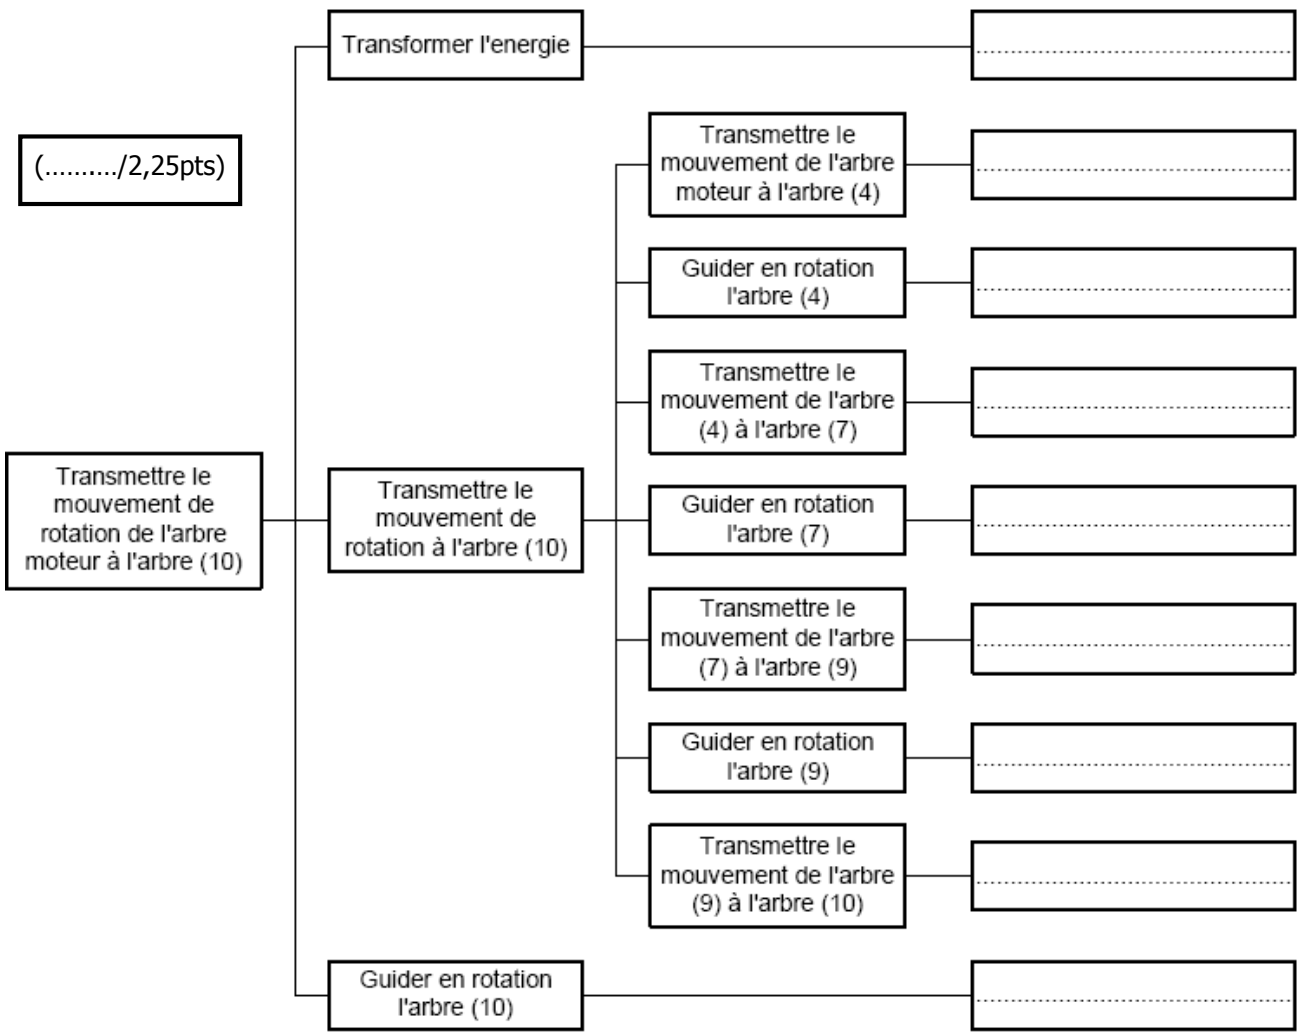 Transformer l'energie
........................................................
(………./2,25pts)
Transmettre le
mouvement de l'arbre
moteur à l'arbre (4)
........................................................
Guider en rotation
l'arbre (4)
........................................................
Transmettre le
mouvement de l'arbre
(4) à l'arbre (7)
........................................................
Transmettre le
mouvement de
rotation de l'arbre
moteur à l'arbre (10)
Transmettre le
mouvement de
rotation à l'arbre (10)
Guider en rotation
l'arbre (7)
........................................................
Transmettre le
mouvement de l'arbre
(7) à l'arbre (9)
........................................................
Guider en rotation
l'arbre (9)
........................................................
Transmettre le
mouvement de l'arbre
(9) à l'arbre (10)
........................................................
Guider en rotation
l'arbre (10)
........................................................